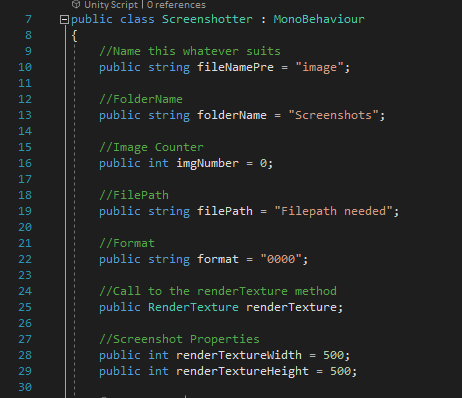 Unity Script | 0 references
7 public class Screenshotter : MonoBehaviour
8 {
9 //Name this whatever suits
10 public string fileNamePre = "image";
11
12 //FolderName
13 public string folderName = "Screenshots";
14
15 //Image Counter
16 public int imgNumber = 0;
17
18 //FilePath
19 public string filePath = "Filepath needed";
20
21 //Format
22 public string format = "0000";
23
24 //Call to the renderTexture method
25 public RenderTexture renderTexture;
26
27 //Screenshot Properties
28 public int renderTextureWidth = 500;
29 public int renderTextureHeight = 500;
30